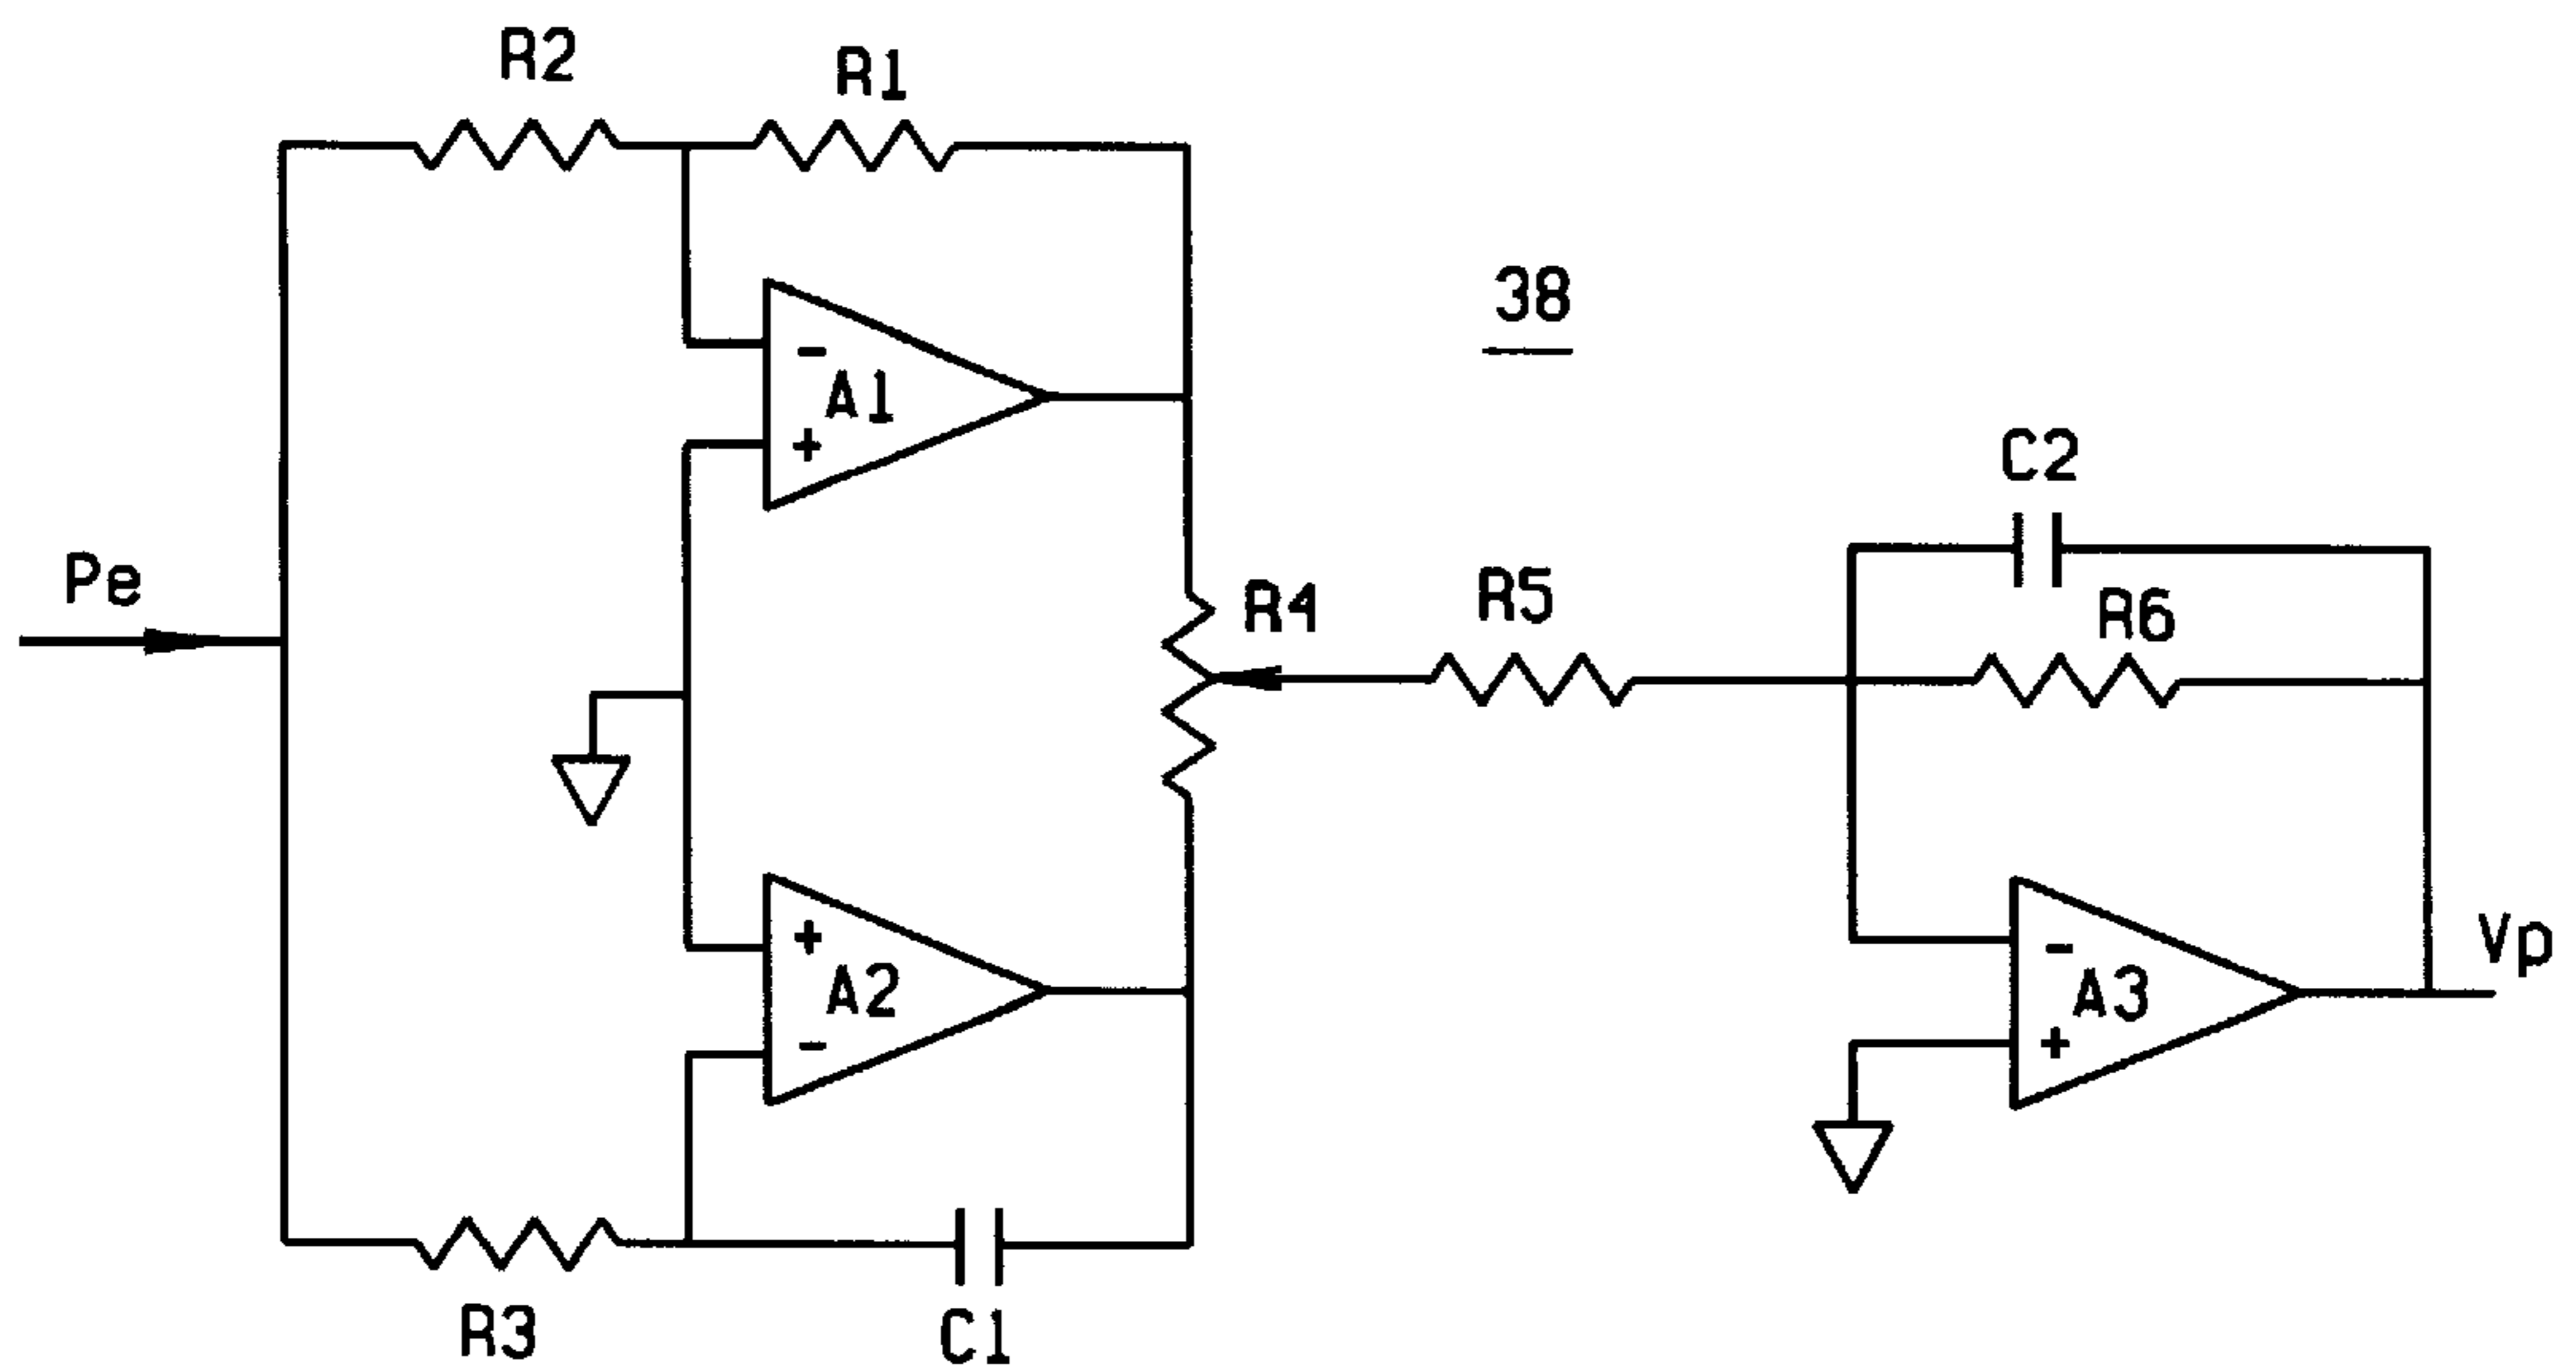 R2
R1
38
-
A1
+
C2
Pe
R4
R5
R6
+
A2
-
-
A3
+
Vp
R3
C1